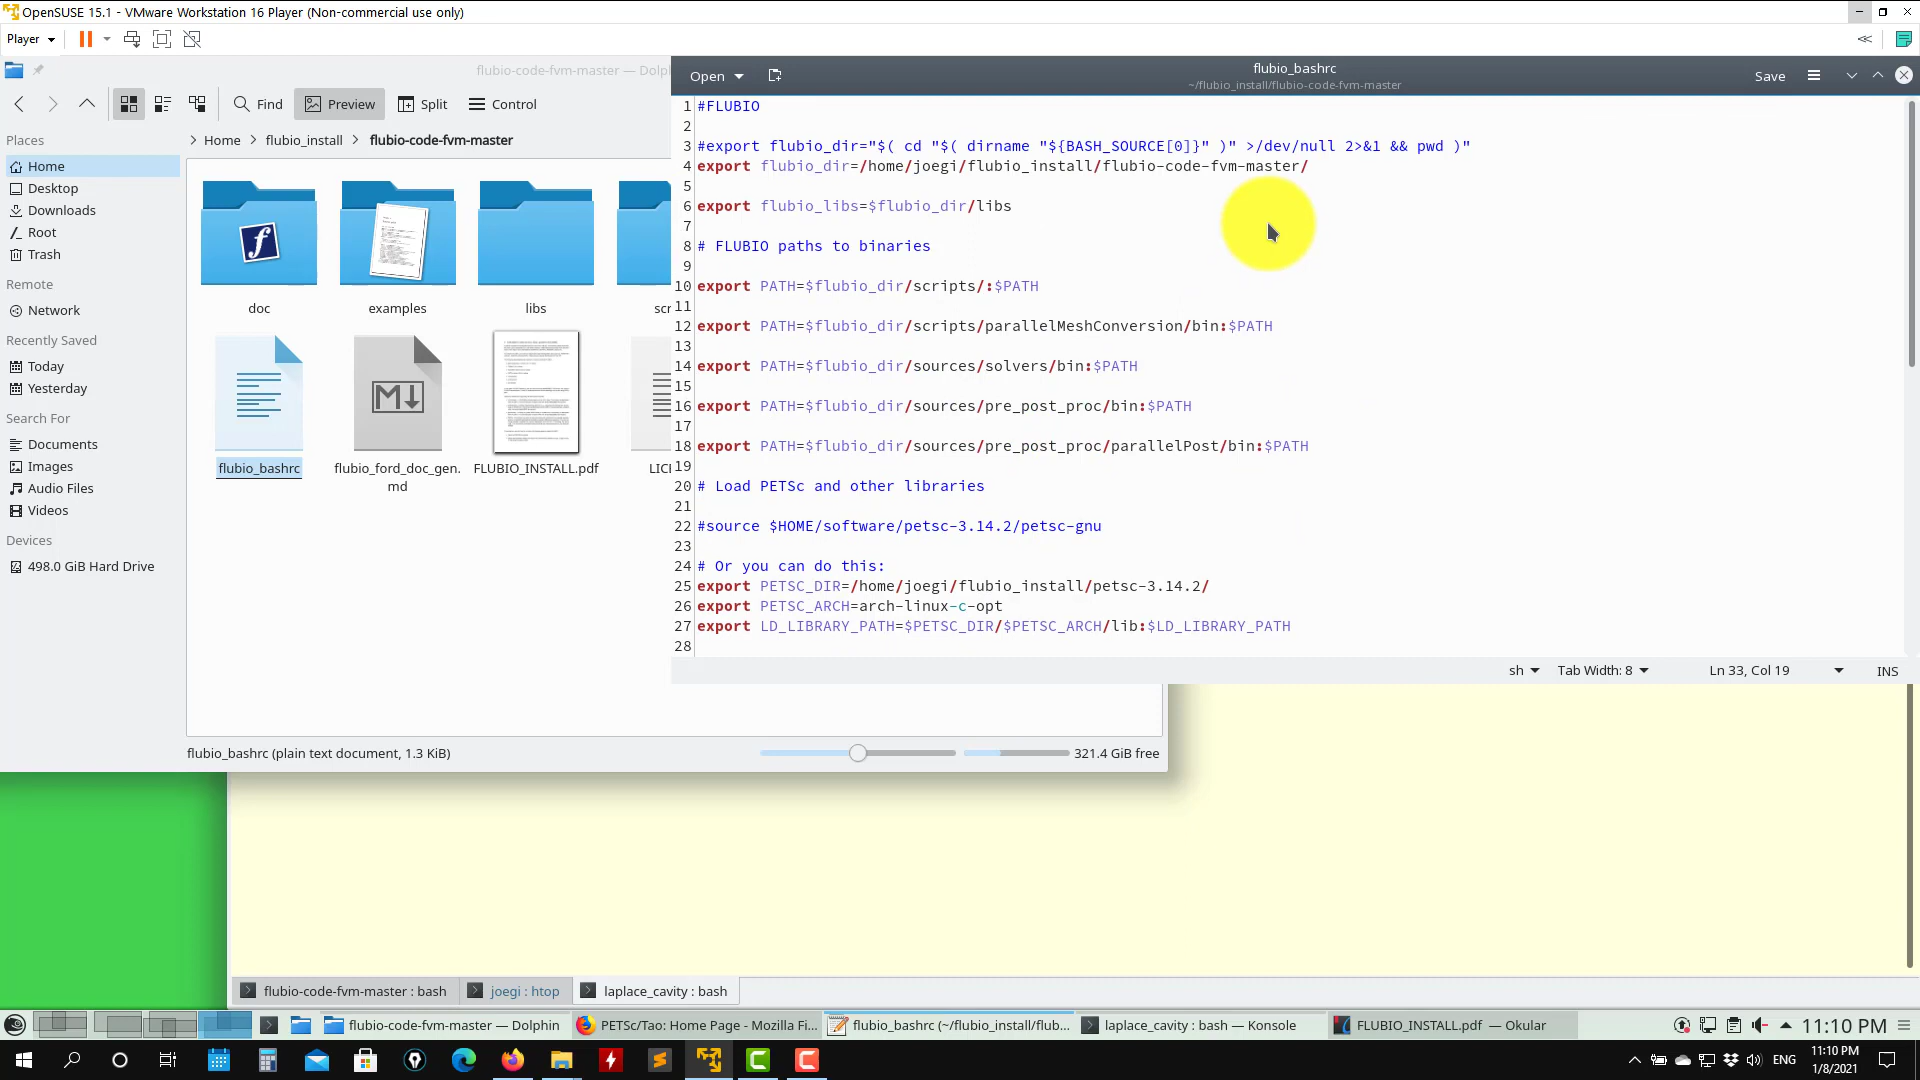 OpenSUSE 15.1 - VMware Workstation 16 Player (Non-commercial use only)
Player
flubio-code-fvm-master — Dolp
Find
Preview
Split
Control
Places
Home
Desktop
Downloads
Root
Trash
Remote
Network
Recently Saved
Today
Yesterday
Search For
Documents
Images
Audio Files
Videos
Devices
498.0 GiB Hard Drive
Home
flubio_install
flubio-code-fvm-master
doc
examples
libs
scr
flubio_bashrc
flubio_ford_doc_gen.
md
FLUBIO_INSTALL.pdf
LICE
flubio_bashrc (plain text document, 1.3 KiB)
321.4 GiB free
Open
flubio_bashrc
~/flubio_install/flubio-code-fvm-master
Save
1 #FLUBIO
2
3 #export flubio_dir="$( cd "$( dirname "${BASH_SOURCE[0]}" )" >/dev/null 2>&1 && pwd )"
4 export flubio_dir=/home/joegi/flubio_install/flubio-code-fvm-master/
5
6 export flubio_libs=$flubio_dir/libs
7
8 # FLUBIO paths to binaries
9
10 export PATH=$flubio_dir/scripts/:$PATH
11
12 export PATH=$flubio_dir/scripts/parallelMeshConversion/bin:$PATH
13
14 export PATH=$flubio_dir/sources/solvers/bin:$PATH
15
16 export PATH=$flubio_dir/sources/pre_post_proc/bin:$PATH
17
18 export PATH=$flubio_dir/sources/pre_post_proc/parallelPost/bin:$PATH
19
20 # Load PETSc and other libraries
21
22 #source $HOME/software/petsc-3.14.2/petsc-gnu
23
24 # Or you can do this:
25 export PETSC_DIR=/home/joegi/flubio_install/petsc-3.14.2/
26 export PETSC_ARCH=arch-linux-c-opt
27 export LD_LIBRARY_PATH=$PETSC_DIR/$PETSC_ARCH/lib:$LD_LIBRARY_PATH
28
sh
Tab Width: 8
Ln 33, Col 19
INS
flubio-code-fvm-master : bash
joegi : htop
laplace_cavity : bash
flubio-code-fvm-master — Dolphin
PETSc/Tao: Home Page - Mozilla Fi...
flubio_bashrc (~/flubio_install/flub...
laplace_cavity : bash — Konsole
FLUBIO_INSTALL.pdf — Okular
11:10 PM
ENG
11:10 PM
1/8/2021